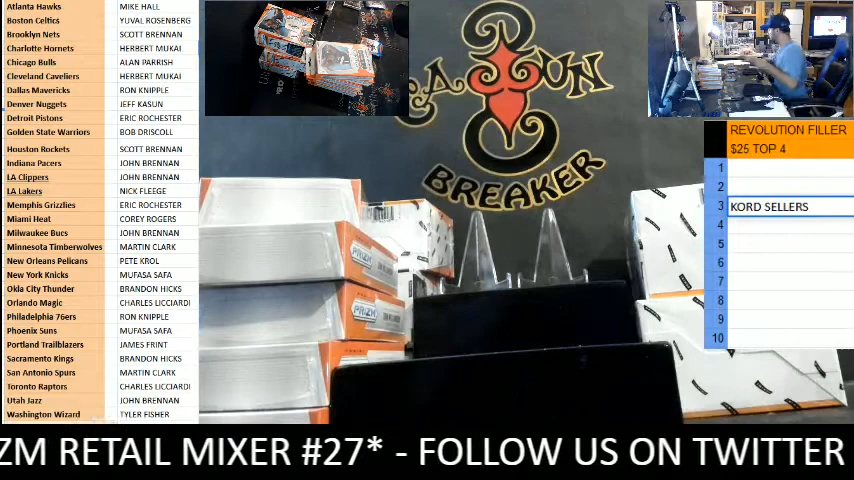 Atlanta Hawks MIKE HALL
Boston Celtics YUVAL ROSENBERG
Brooklyn Nets SCOTT BRENNAN
Charlotte Hornets HERBERT MUKAI
Chicago Bulls ALAN PARRISH
Cleveland Cavaliers HERBERT MUKAI
Dallas Mavericks RON KNIPPLE
Denver Nuggets JEFF KASUN
Detroit Pistons ERIC ROCHESTER
Golden State Warriors BOB DRISCOLL
Houston Rockets SCOTT BRENNAN
Indiana Pacers JOHN BRENNAN
LA Clippers JOHN BRENNAN
LA Lakers NICK FLEEGE
Memphis Grizzlies ERIC ROCHESTER
Miami Heat COREY ROGERS
Milwaukee Bucs JOHN BRENNAN
Minnesota Timberwolves MARTIN CLARK
New Orleans Pelicans PETE KROL
New York Knicks MUFASA SAFA
Okla City Thunder BRANDON HICKS
Orlando Magic CHARLES LICCIARDI
Philadelphia 76ers RON KNIPPLE
Phoenix Suns MUFASA SAFA
Portland Trailblazers JAMES FRINT
Sacramento Kings BRANDON HICKS
San Antonio Spurs MARTIN CLARK
Toronto Raptors CHARLES LICCIARDI
Utah Jazz JOHN BRENNAN
Washington Wizard TYLER FISHER
BREAKER
PRIZM
PRIZM
REVOLUTION FILLER
$25 TOP 4
1
2
3 KORD SELLERS
4
5
6
7
8
9
10
ZM RETAIL MIXER #27* - FOLLOW US ON TWITTER